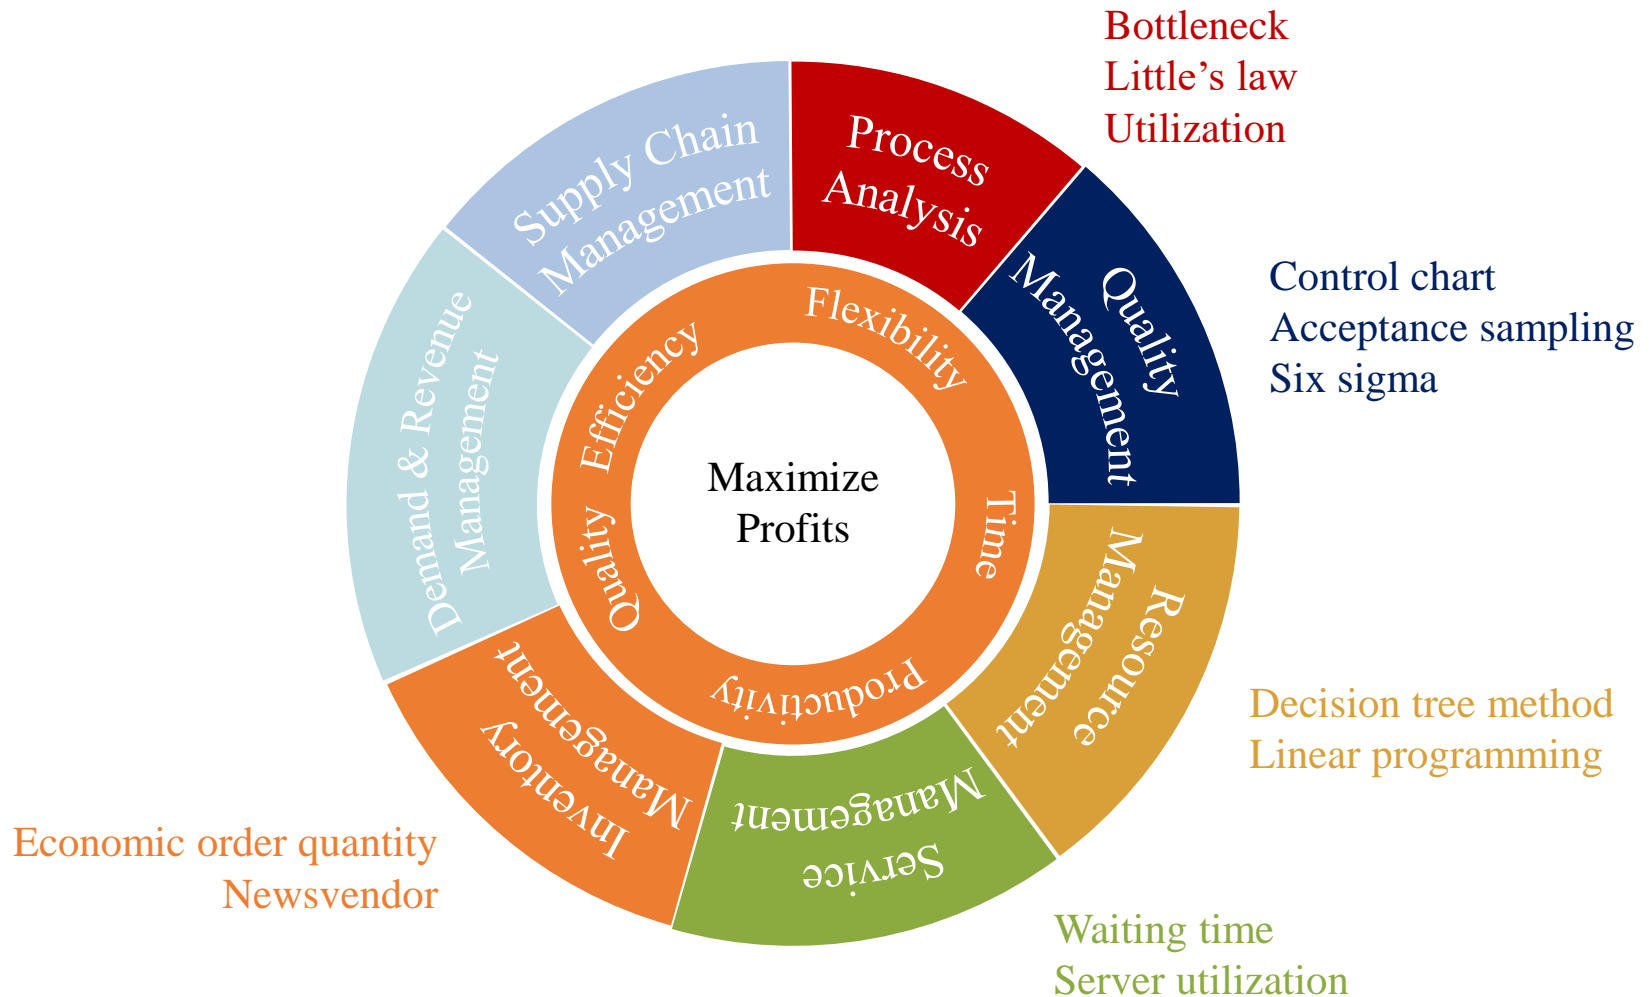 Bottleneck
Little’s law
Utilization
Process
Analysis
Quality
Management
Control chart
Acceptance sampling
Six sigma
Resource
Management
Decision tree method
Linear programming
Service
Management
Waiting time
Server utilization
Inventory
Management
Economic order quantity
Newsvendor
Demand & Revenue
Management
Supply Chain
Management
Flexibility
Time
Productivity
Quality
Efficiency
Maximize
Profits